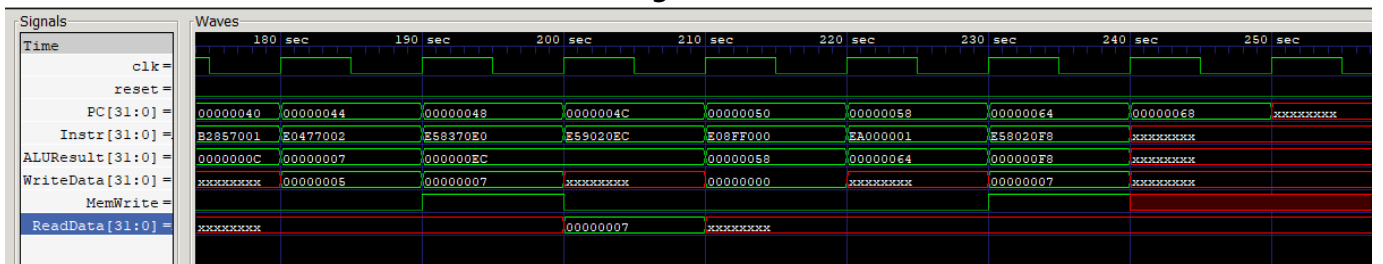 Signals Waves
Time 180 sec 190 sec 200 sec 210 sec 220 sec 230 sec 240 sec 250 sec
clk=
reset=
PC[31:0] = 00000040 00000044 00000048 0000004C 00000050 00000058 00000064 00000068 xxxxxxxx
Instr[31:0] = B2857001 E0477002 E58370E0 E59020EC E08FF000 EA000001 E58020F8 xxxxxxxx
ALUResult[31:0] = 0000000C 00000007 000000EC 00000058 00000064 000000F8 xxxxxxxx
WriteData[31:0] = xxxxxxxx 00000005 00000007 xxxxxxxx 00000000 xxxxxxxx 00000007 xxxxxxxx
MemWrite=
ReadData[31:0] = xxxxxxxx 00000007 xxxxxxxx